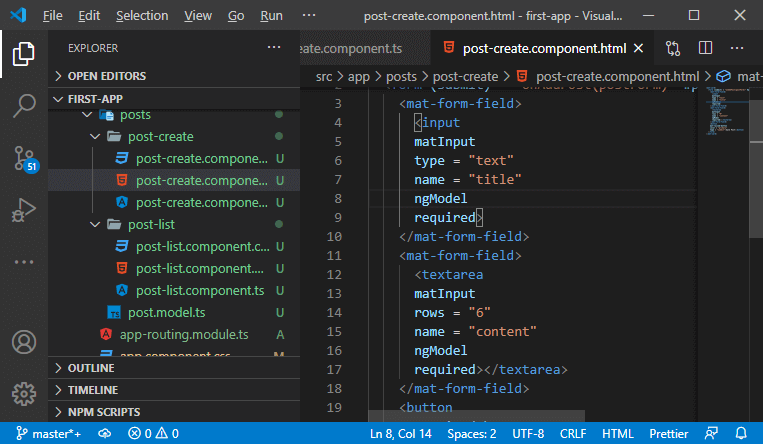 File Edit Selection View Go Run ··· post-create.component.html - first-app - Visual...
EXPLORER
OPEN EDITORS
FIRST-APP
posts
post-create
post-create.compone... U
post-create.compone... U
post-create.compone... U
post-list
post-list.component.c... U
post-list.component.... U
post-list.component.ts U
TS post.model.ts U
app-routing.module.ts A
app.component.css M
OUTLINE
TIMELINE
NPM SCRIPTS
51
eate.component.ts
post-create.component.html
src > app > posts > post-create > post-create.component.html > mat-
2 <form (submit)
3 <mat-form-field>
4 <input
5 matInput
6 type = "text"
7 name = "title"
8 ngModel
9 required>
10 </mat-form-field>
11 <mat-form-field>
12 <textarea
13 matInput
14 rows = "6"
15 name = "content"
16 ngModel
17 required></textarea>
18 </mat-form-field>
19 <button
master*+ 0 0 Ln 8, Col 14 Spaces: 2 UTF-8 CRLF HTML Prettier